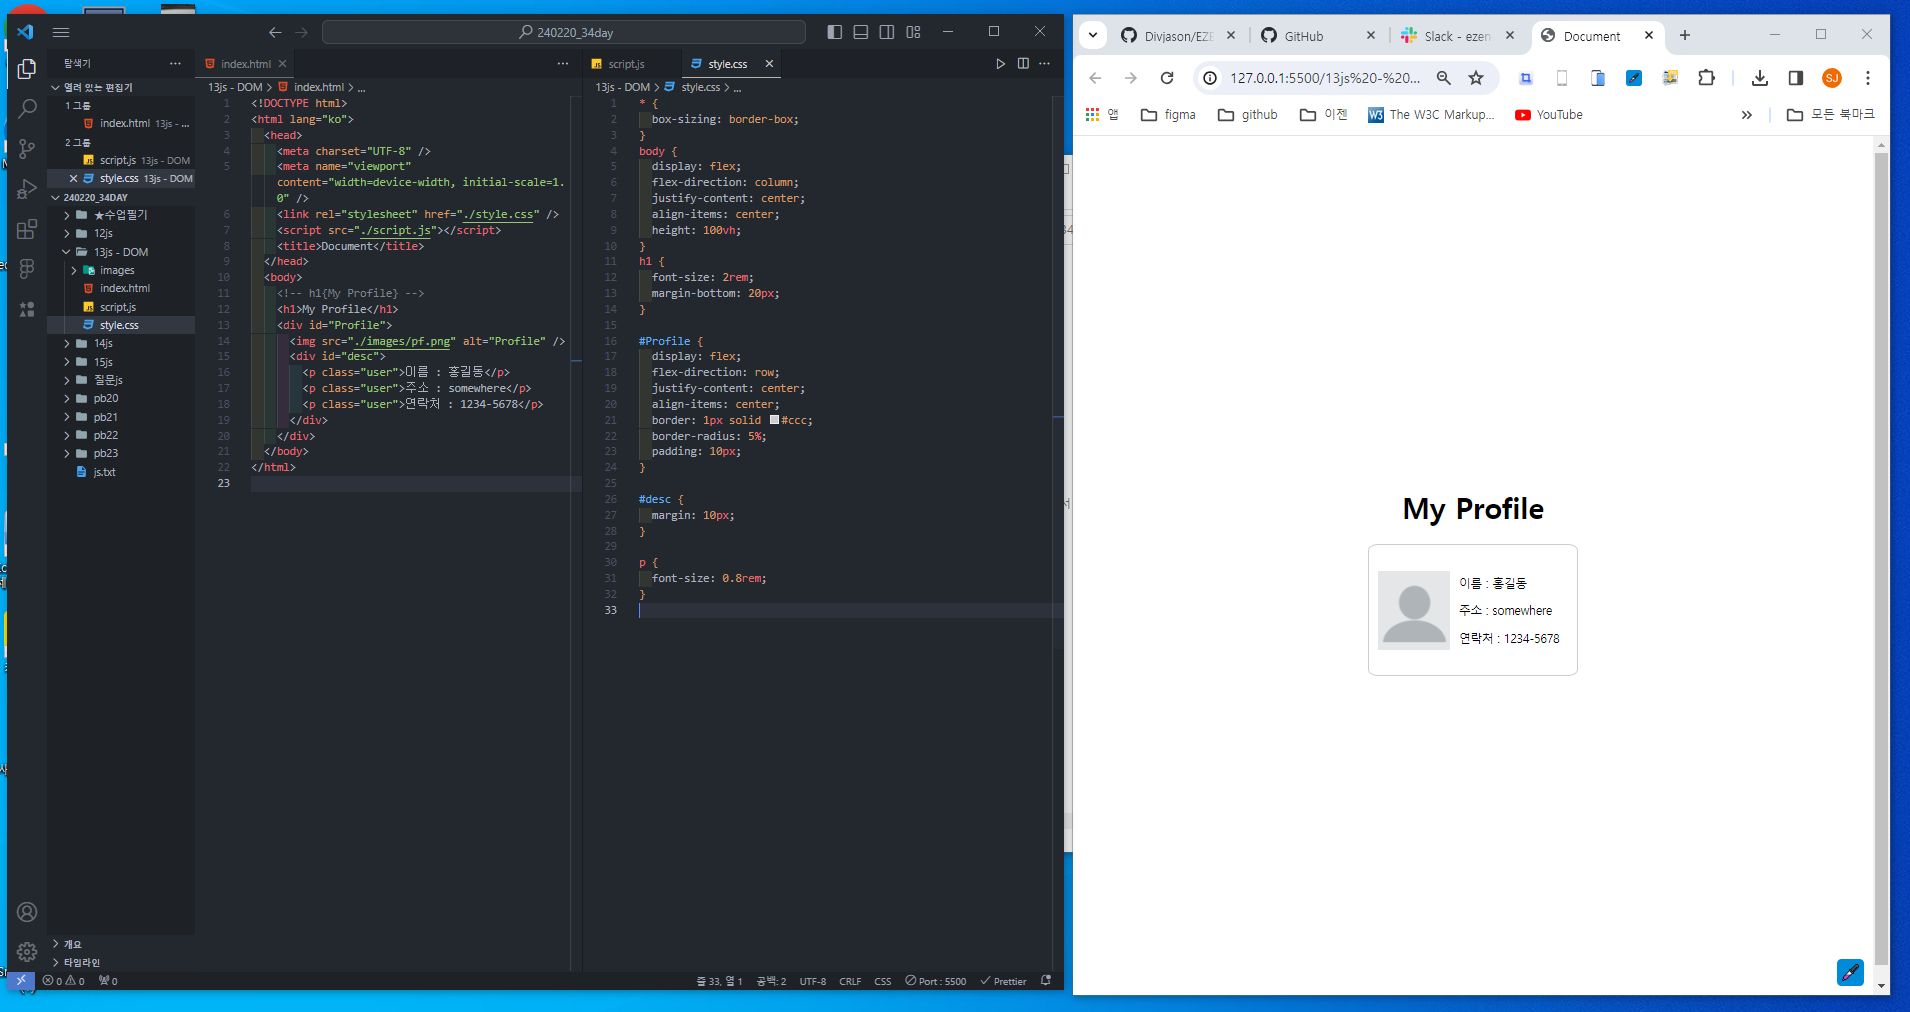 240220_34day
탐색기
열려 있는 편집기
1 그룹
index.html 13js - ...
2 그룹
script.js 13js - DOM
style.css 13js - DOM
240220_34DAY
★수업필기
12js
13js - DOM
images
index.html
script.js
style.css
14js
15js
질문js
pb20
pb21
pb22
pb23
js.txt
개요
타임라인
index.html
13js - DOM > index.html > ...
1 <!DOCTYPE html>
2 <html lang="ko">
3 <head>
4 <meta charset="UTF-8" />
5 <meta name="viewport"
content="width=device-width, initial-scale=1.
0" />
6 <link rel="stylesheet" href="./style.css" />
7 <script src="./script.js"></script>
8 <title>Document</title>
9 </head>
10 <body>
11 <!-- h1{My Profile} -->
12 <h1>My Profile</h1>
13 <div id="Profile">
14 <img src="./images/pf.png" alt="Profile" />
15 <div id="desc">
16 <p class="user">이름 : 홍길동</p>
17 <p class="user">주소 : somewhere</p>
18 <p class="user">연락처 : 1234-5678</p>
19 </div>
20 </div>
21 </body>
22 </html>
23
script.js
style.css
13js - DOM > style.css > ...
1 * {
2 box-sizing: border-box;
3 }
4 body {
5 display: flex;
6 flex-direction: column;
7 justify-content: center;
8 align-items: center;
9 height: 100vh;
10 }
11 h1 {
12 font-size: 2rem;
13 margin-bottom: 20px;
14 }
15
16 #Profile {
17 display: flex;
18 flex-direction: row;
19 justify-content: center;
20 align-items: center;
21 border: 1px solid #ccc;
22 border-radius: 5%;
23 padding: 10px;
24 }
25
26 #desc {
27 margin: 10px;
28 }
29
30 p {
31 font-size: 0.8rem;
32 }
33
0 0 0
줄 33, 열 1 공백: 2 UTF-8 CRLF CSS Port : 5500 Prettier
Divjason/EZE
GitHub
Slack - ezen
Document
127.0.0.1:5500/13js%20-%20...
SJ
앱 figma github 이젠 The W3C Markup... YouTube » 모든 북마크
My Profile
이름 : 홍길동
주소 : somewhere
연락처 : 1234-5678